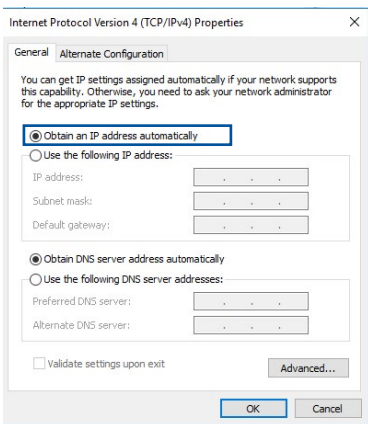 Internet Protocol Version 4 (TCP/IPv4) Properties
General
Alternate Configuration
You can get IP settings assigned automatically if your network supports
this capability. Otherwise, you need to ask your network administrator
for the appropriate IP settings.
Obtain an IP address automatically
Use the following IP address:
IP address:
Subnet mask:
Default gateway:
Obtain DNS server address automatically
Use the following DNS server addresses:
Preferred DNS server:
Alternate DNS server:
Validate settings upon exit
Advanced...
OK
Cancel